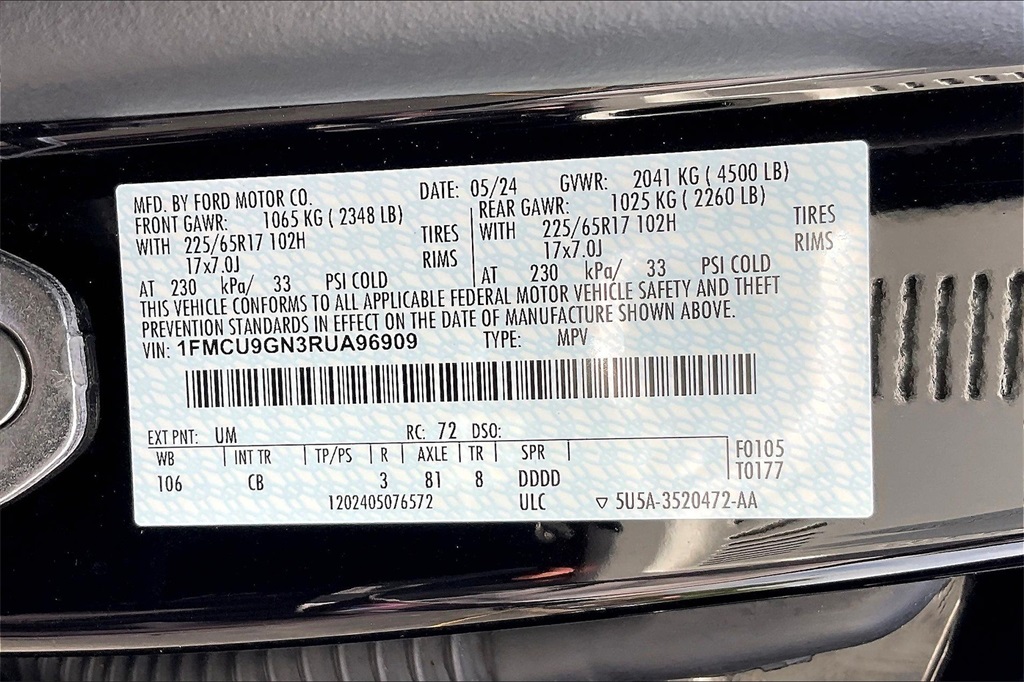 MFD. BY FORD MOTOR CO. DATE: 05/24 GVWR: 2041 KG ( 4500 LB)
FRONT GAWR: 1065 KG ( 2348 LB) REAR GAWR: 1025 KG ( 2260 LB)
WITH 225/65R17 102H TIRES WITH 225/65R17 102H TIRES
17x7.0J RIMS 17x7.0J RIMS
AT 230 kPa/ 33 PSI COLD AT 230 kPa/ 33 PSI COLD
THIS VEHICLE CONFORMS TO ALL APPLICABLE FEDERAL MOTOR VEHICLE SAFETY AND THEFT
PREVENTION STANDARDS IN EFFECT ON THE DATE OF MANUFACTURE SHOWN ABOVE.
VIN: 1FMCU9GN3RUA96909 TYPE: MPV
EXT PNT: UM RC: 72 DSO:
WB INT TR TP/PS R AXLE TR SPR F0105
106 CB 3 81 8 DDDD T0177
1202405076572 ULC ▽ 5U5A-3520472-AA